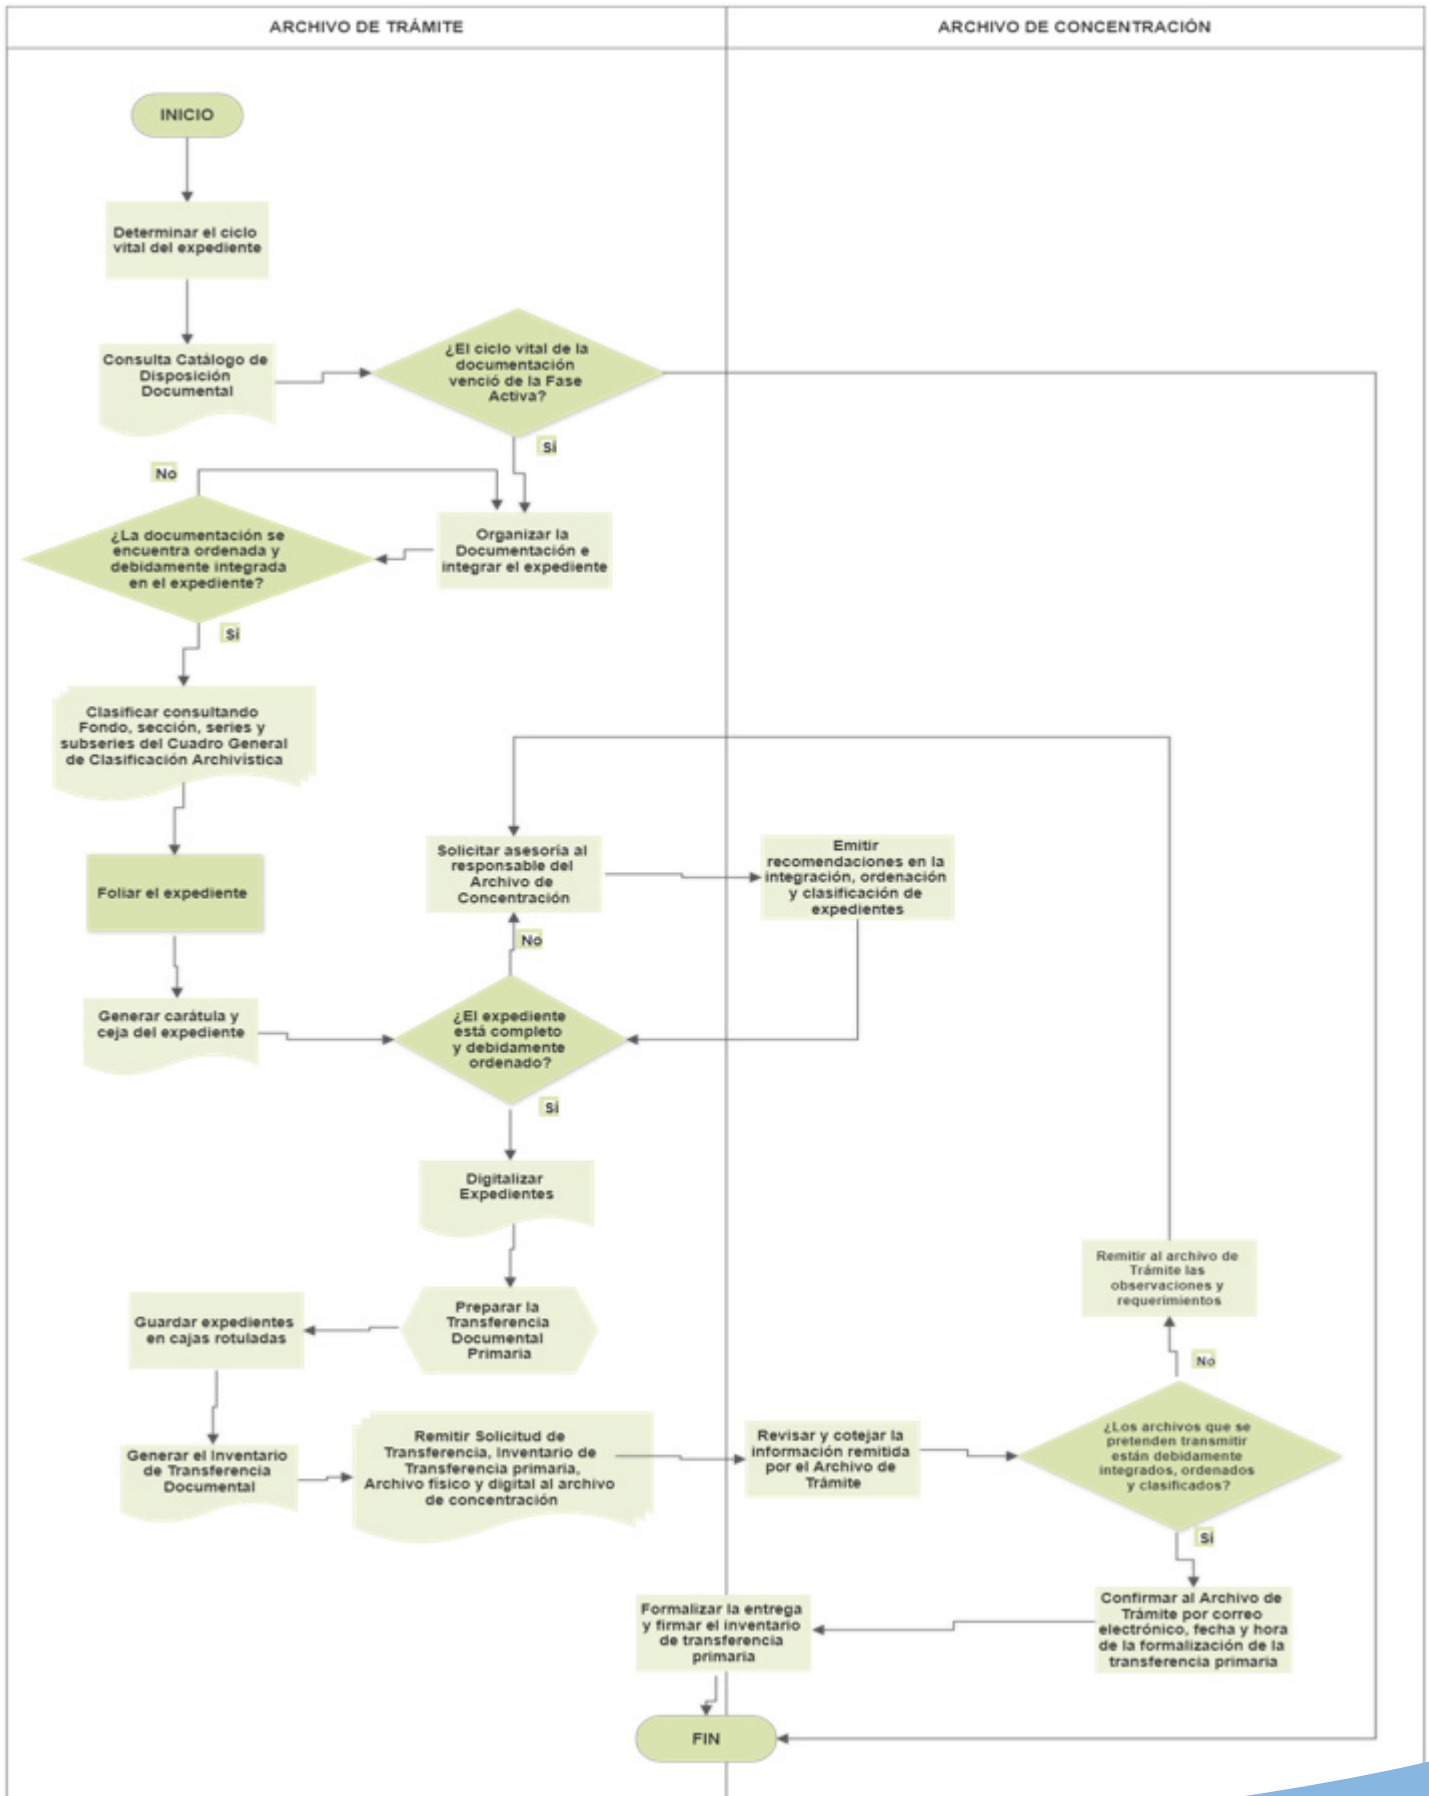 ARCHIVO DE TRÁMITE
ARCHIVO DE CONCENTRACIÓN
INICIO
Determinar el ciclo
vital del expediente
Consulta Catálogo de
Disposición
Documental
¿El ciclo vital de la
documentación
venció de la Fase
Activa?
Sí
No
¿La documentación se
encuentra ordenada y
debidamente integrada
en el expediente?
Organizar la
Documentación e
integrar el expediente
Sí
Clasificar consultando
Fondo, sección, series y
subseries del Cuadro General
de Clasificación Archivística
Foliar el expediente
Solicitar asesoría al
responsable del
Archivo de
Concentración
Emitir
recomendaciones en la
integración, ordenación
y clasificación de
expedientes
No
Generar carátula y
ceja del expediente
¿El expediente
está completo
y debidamente
ordenado?
Sí
Digitalizar
Expedientes
Remitir al archivo de
Trámite las
observaciones y
requerimientos
Preparar la
Transferencia
Documental
Primaria
Guardar expedientes
en cajas rotuladas
No
Generar el Inventario
de Transferencia
Documental
Remitir Solicitud de
Transferencia, Inventario de
Transferencia primaria,
Archivo físico y digital al archivo
de concentración
Revisar y cotejar la
información remitida
por el Archivo de
Trámite
¿Los archivos que se
pretenden transmitir
están debidamente
integrados, ordenados
y clasificados?
Sí
Confirmar al Archivo de
Trámite por correo
electrónico, fecha y hora
de la formalización de la
transferencia primaria
Formalizar la entrega
y firmar el inventario
de transferencia
primaria
FIN